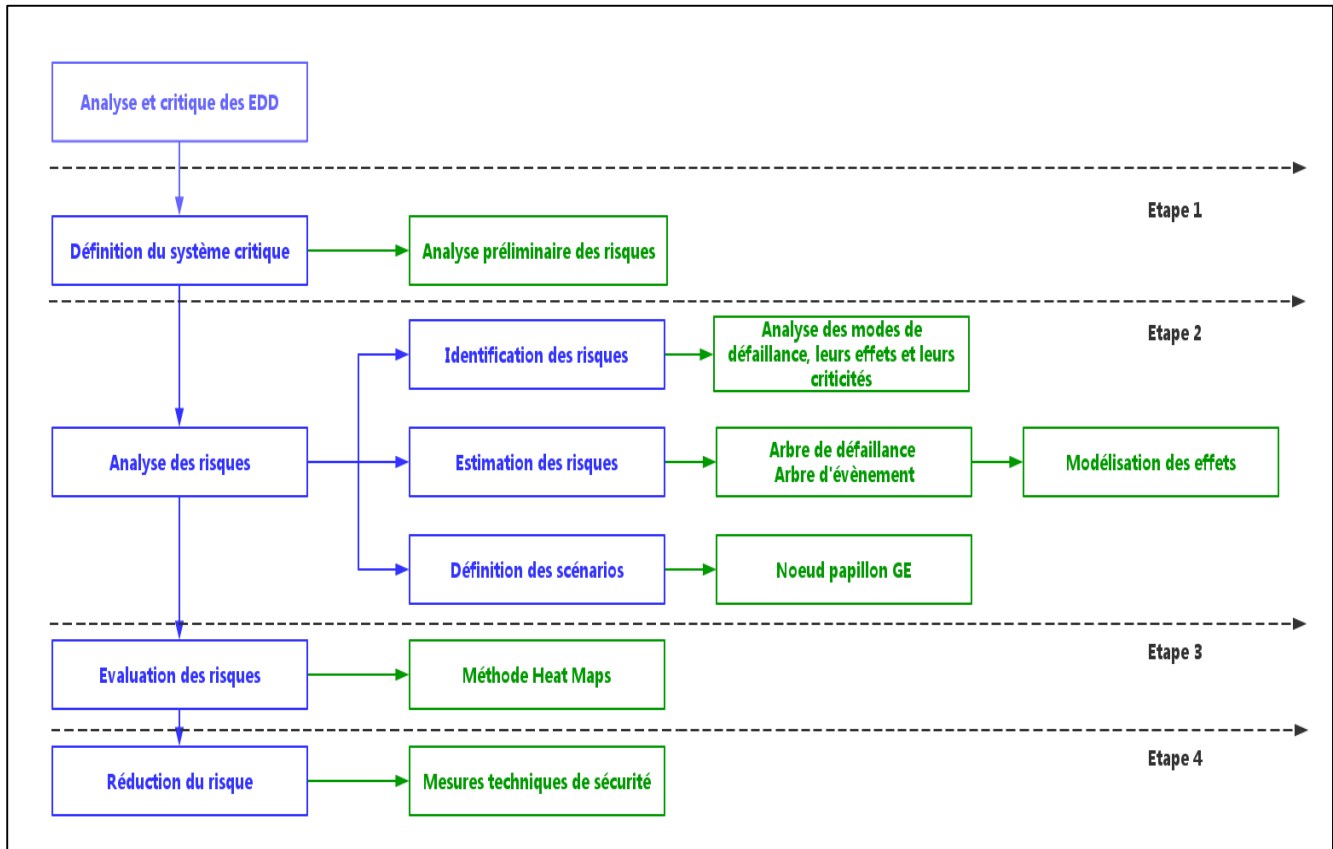 Analyse et critique des EDD
Etape 1
Définition du système critique
Analyse préliminaire des risques
Etape 2
Identification des risques
Analyse des modes de
défaillance, leurs effets et leurs
criticités
Analyse des risques
Estimation des risques
Arbre de défaillance
Arbre d'évènement
Modélisation des effets
Définition des scénarios
Noeud papillon GE
Etape 3
Evaluation des risques
Méthode Heat Maps
Etape 4
Réduction du risque
Mesures techniques de sécurité